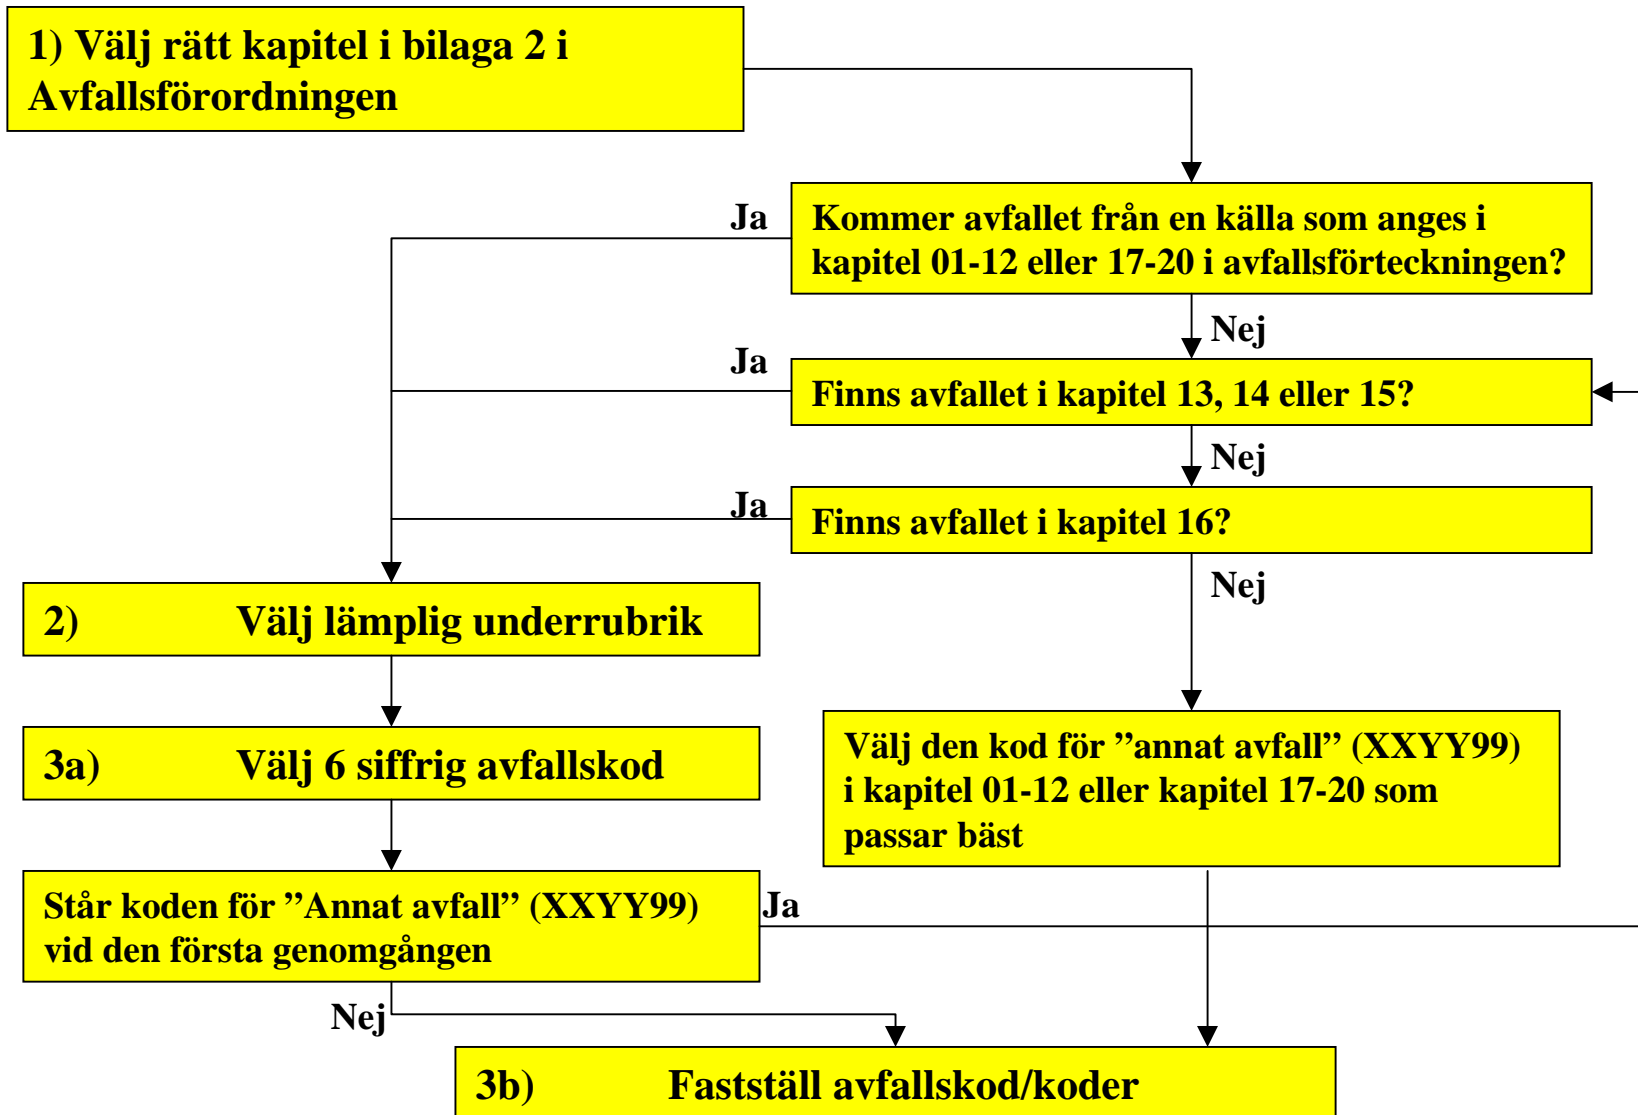 1) Välj rätt kapitel i bilaga 2 i
Avfallsförordningen
Ja
Kommer avfallet från en källa som anges i
kapitel 01-12 eller 17-20 i avfallsförteckningen?
Nej
Ja
Finns avfallet i kapitel 13, 14 eller 15?
Nej
Ja
Finns avfallet i kapitel 16?
Nej
2) Välj lämplig underrubrik
3a) Välj 6 siffrig avfallskod
Välj den kod för ”annat avfall” (XXYY99)
i kapitel 01-12 eller kapitel 17-20 som
passar bäst
Står koden för ”Annat avfall” (XXYY99)
vid den första genomgången
Ja
Nej
3b) Fastställ avfallskod/koder